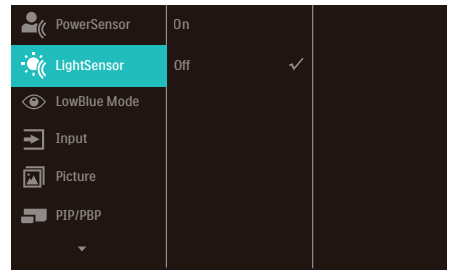 PowerSensor
On
LightSensor
Off
LowBlue Mode
Input
Picture
PIP/PBP